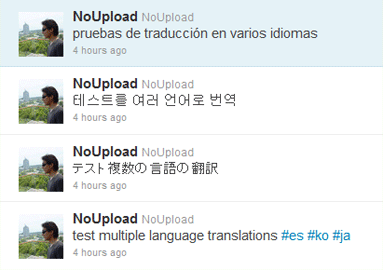 NoUpload NoUpload
pruebas de traducción en varios idiomas
4 hours ago
NoUpload NoUpload
테스트를 여러 언어로 번역
4 hours ago
NoUpload NoUpload
テスト複数の言語の翻訳
4 hours ago
NoUpload NoUpload
test multiple language translations #es #ko #ja
4 hours ago